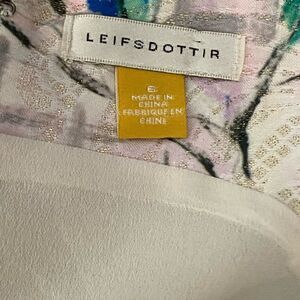 LEIFSDOTTIR
6
MADE IN
CHINA
FABRIQUÉ EN
CHINE